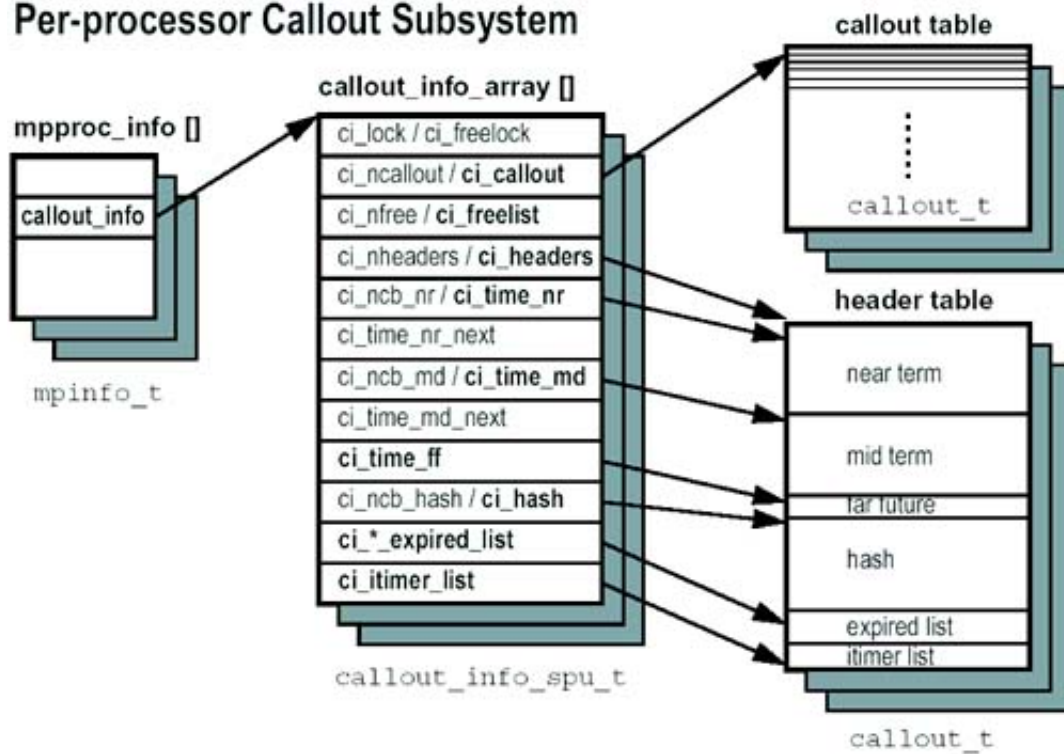 Per-processor Callout Subsystem
mpproc_info []
callout_info
mpinfo_t
callout_info_array []
ci_lock / ci_freelock
ci_ncallout / ci_callout
ci_nfree / ci_freelist
ci_nheaders / ci_headers
ci_ncb_nr / ci_time_nr
ci_time_nr_next
ci_ncb_md / ci_time_md
ci_time_md_next
ci_time_ff
ci_ncb_hash / ci_hash
ci_*_expired_list
ci_itimer_list
callout_info_spu_t
callout table
callout_t
header table
near term
mid term
far future
hash
expired list
itimer list
callout_t